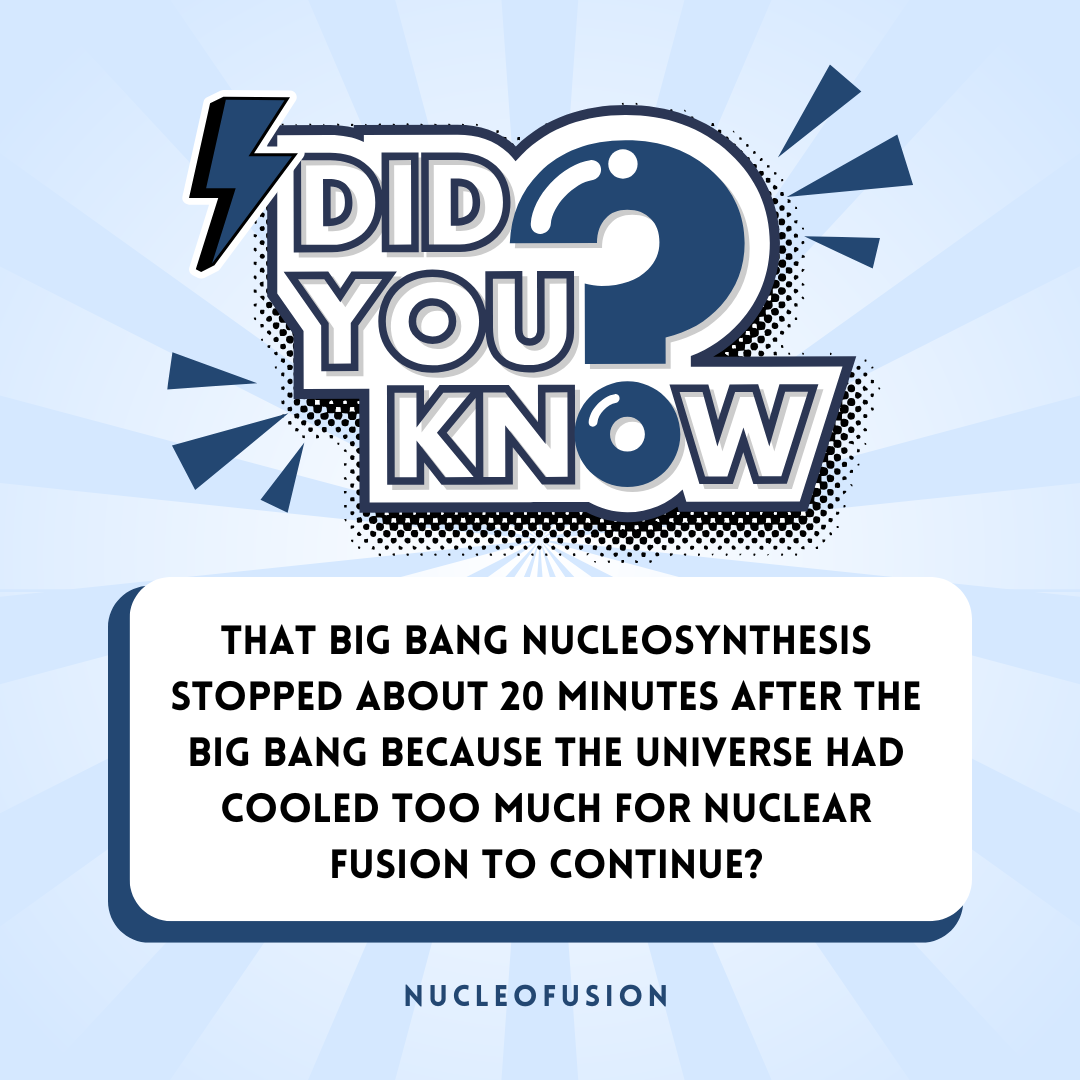 DID
YOU
KNOW?
THAT BIG BANG NUCLEOSYNTHESIS
STOPPED ABOUT 20 MINUTES AFTER THE
BIG BANG BECAUSE THE UNIVERSE HAD
COOLED TOO MUCH FOR NUCLEAR
FUSION TO CONTINUE?
NUCLEOFUSION